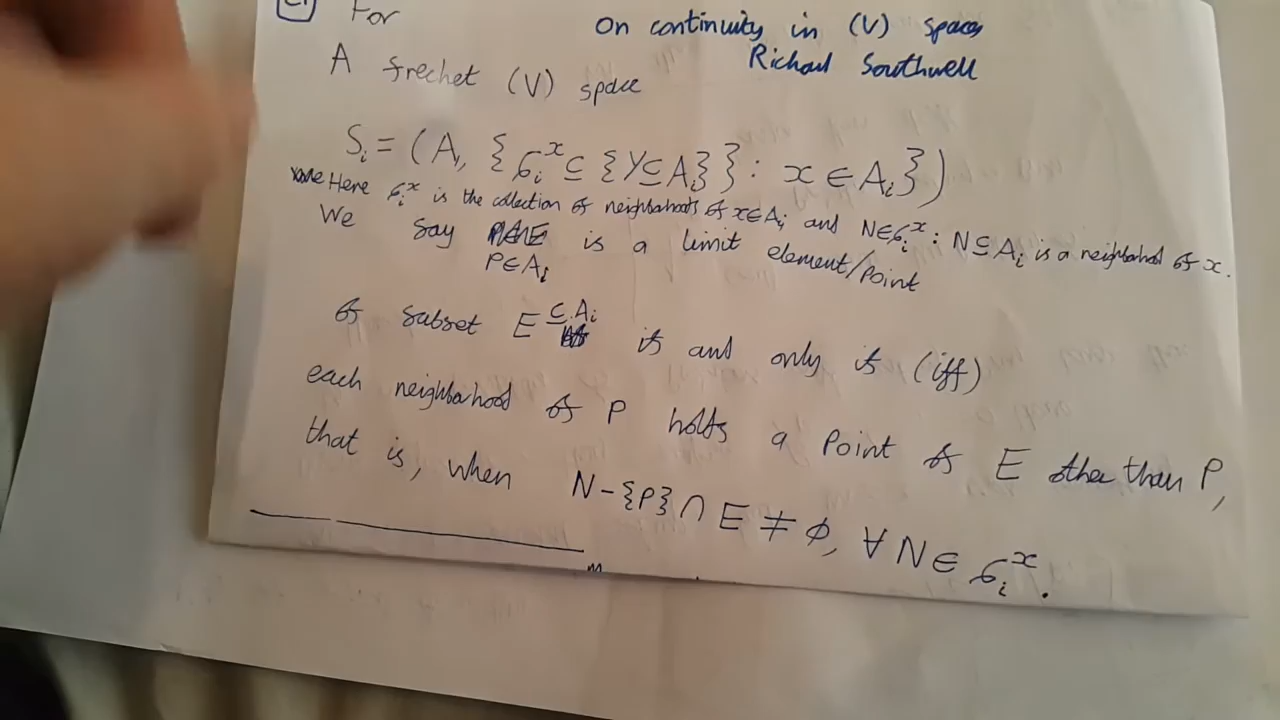 For
On continuity in (V) spaces
Richard Southwell
A frechet (V) space
Sᵢ = (A, {σᵢˣ ⊆ {Y⊆Aᵢ}} : x ∈ Aᵢ})
Here σᵢˣ is the collection of neighborhoods of x∈Aᵢ and N∈σᵢˣ : N⊆Aᵢ is a neighborhood of x.
We say is a limit element/point
P∈Aᵢ
of subset E ⊆Aᵢ if and only if (iff)
each neighborhood of P holds a point of E other than P,
that is, when N-{P}∩E≠ϕ, ∀N∈σᵢˣ.